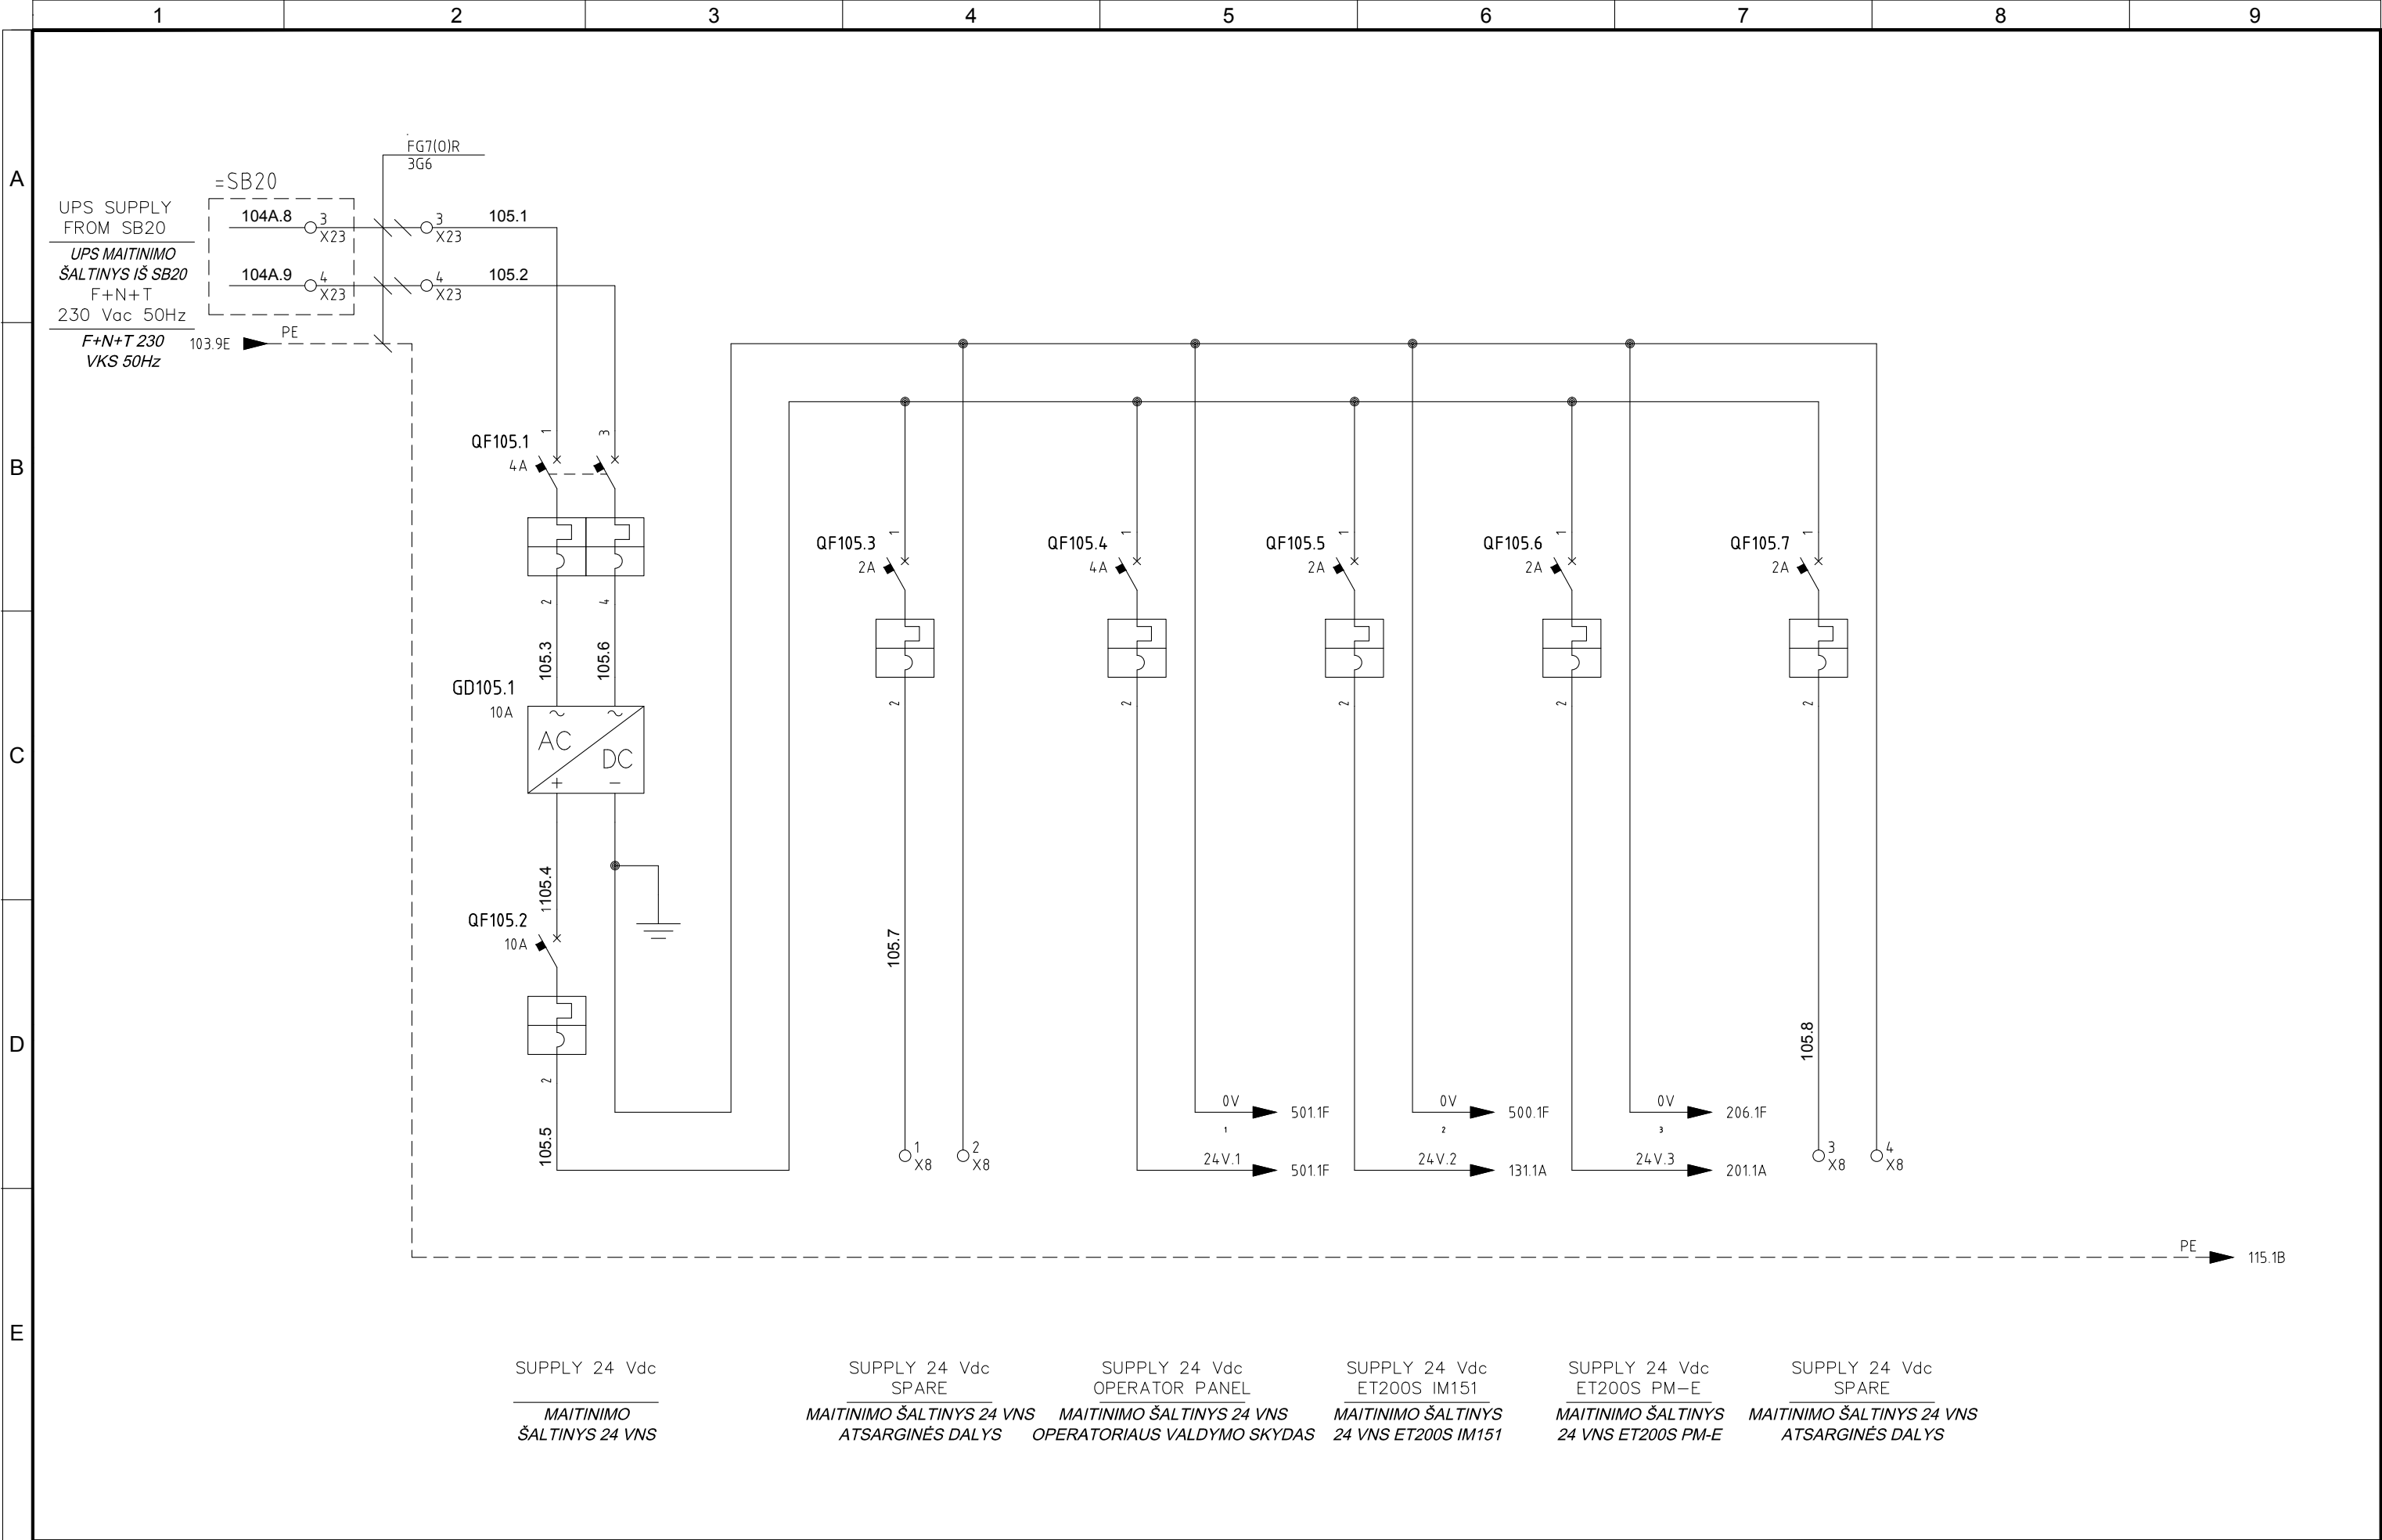 1 2 3 4 5 6 7 8 9
A
B
C
D
E
FG7(O)R
3G6
=SB20
UPS SUPPLY
FROM SB20
UPS MAITINIMO
ŠALTINYS IŠ SB20
F+N+T
230 Vac 50Hz
F+N+T 230
VKS 50Hz
104A.8 3 X23 3 X23 105.1
104A.9 4 X23 4 X23 105.2
103.9E PE
QF105.1 1 3
4A
2 4
105.3 105.6
GD105.1
10A
AC
DC
+ −
1105.4
QF105.2
10A
2
105.5
QF105.3 1
2A
2
105.7
1 X8 2 X8
QF105.4 1
4A
2
0V 501.1F
1
24V.1 501.1F
QF105.5 1
2A
2
0V 500.1F
2
24V.2 131.1A
QF105.6 1
2A
2
0V 206.1F
3
24V.3 201.1A
QF105.7 1
2A
2
105.8
3 X8 4 X8
PE 115.1B
SUPPLY 24 Vdc
MAITINIMO
ŠALTINYS 24 VNS
SUPPLY 24 Vdc
SPARE
MAITINIMO ŠALTINYS 24 VNS
ATSARGINĖS DALYS
SUPPLY 24 Vdc
OPERATOR PANEL
MAITINIMO ŠALTINYS 24 VNS
OPERATORIAUS VALDYMO SKYDAS
SUPPLY 24 Vdc
ET200S IM151
MAITINIMO ŠALTINYS
24 VNS ET200S IM151
SUPPLY 24 Vdc
ET200S PM-E
MAITINIMO ŠALTINYS
24 VNS ET200S PM-E
SUPPLY 24 Vdc
SPARE
MAITINIMO ŠALTINYS 24 VNS
ATSARGINĖS DALYS